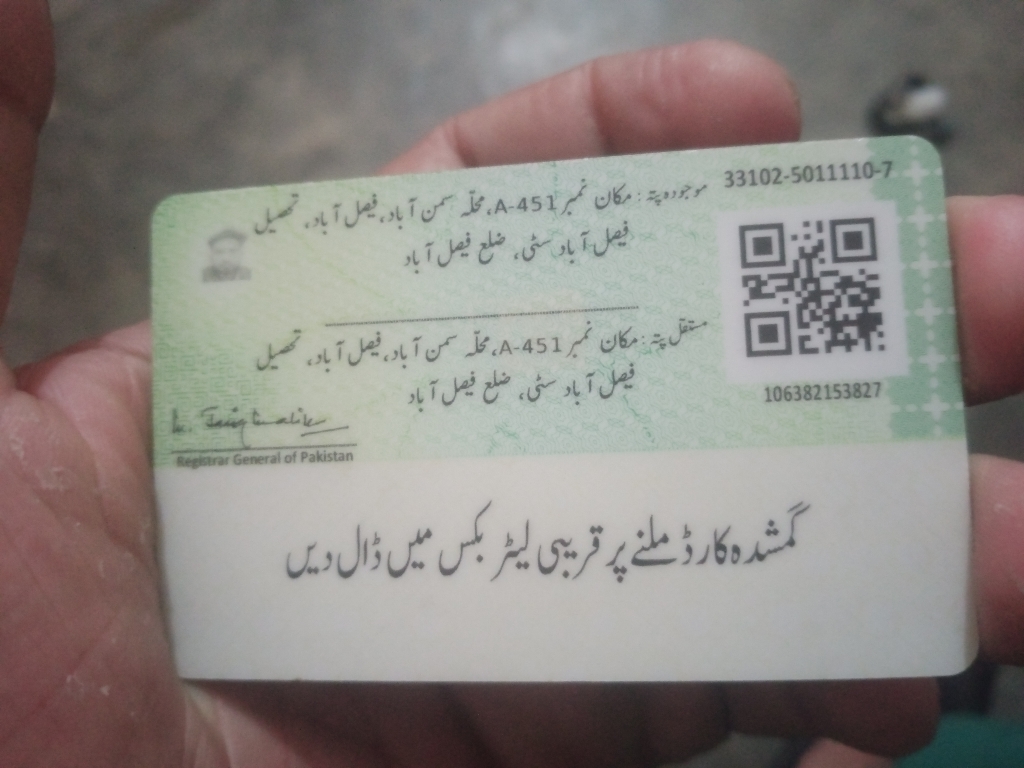 33102-5011110-7
موجودہ پتہ: مکان نمبر A-451، محلّہ سمن آباد، فیصل آباد، تحصیل
فیصل آباد سٹی، ضلع فیصل آباد
مستقل پتہ: مکان نمبر A-451، محلّہ سمن آباد، فیصل آباد، تحصیل
فیصل آباد سٹی، ضلع فیصل آباد
106382153827
Registrar General of Pakistan
گمشدہ کارڈ ملنے پر قریبی لیٹر بکس میں ڈال دیں